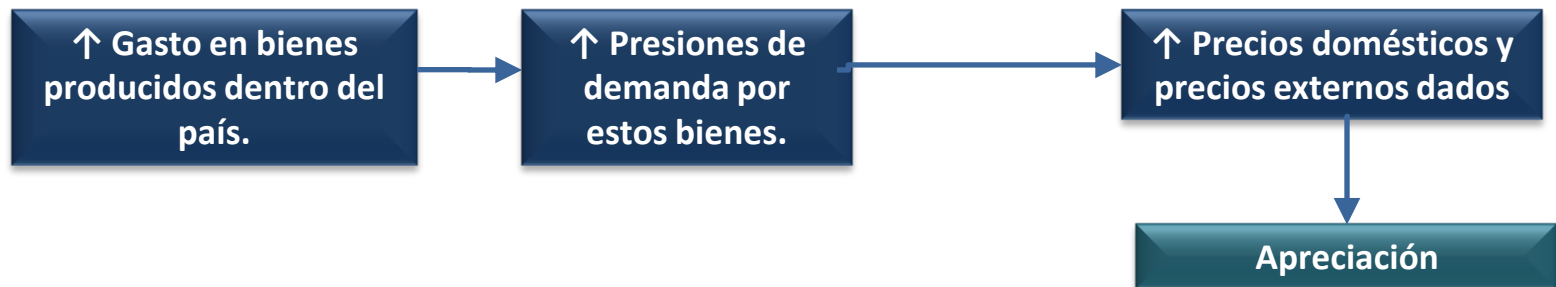 ↑ Gasto en bienes
producidos dentro del
país.
↑ Presiones de
demanda por
estos bienes.
↑ Precios domésticos y
precios externos dados
Apreciación